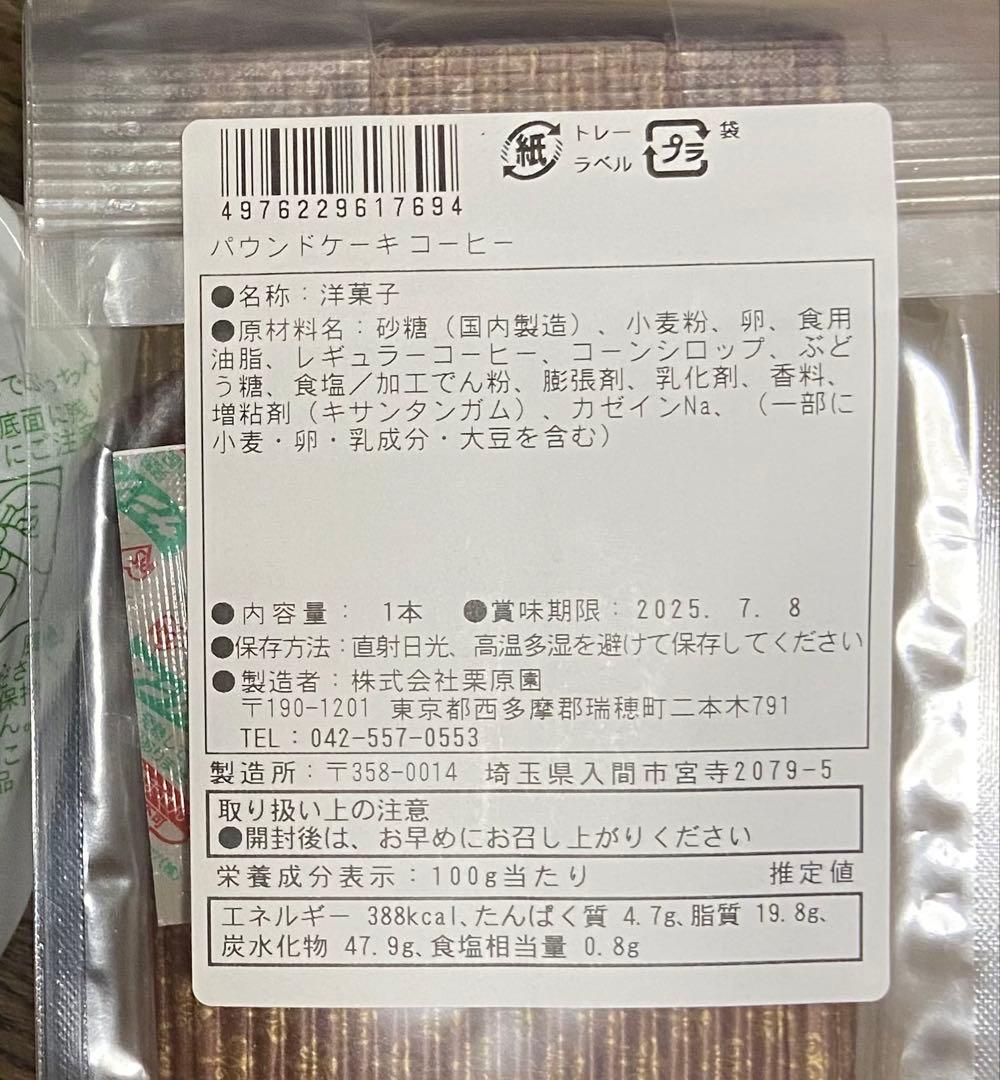 4976229617694
紙 トレー
ラベル
プラ 袋
パウンドケーキ コーヒー
●名称：洋菓子
●原材料名：砂糖（国内製造）、小麦粉、卵、食用
油脂、レギュラーコーヒー、コーンシロップ、ぶど
う糖、食塩／加工でん粉、膨張剤、乳化剤、香料、
増粘剤（キサンタンガム）、カゼインNa、（一部に
小麦・卵・乳成分・大豆を含む）
●内容量： 1本 ●賞味期限：2025. 7. 8
●保存方法：直射日光、高温多湿を避けて保存してください
●製造者：株式会社栗原園
〒190-1201 東京都西多摩郡瑞穂町二本木791
TEL：042-557-0553
製造所：〒358-0014 埼玉県入間市宮寺2079-5
取り扱い上の注意
●開封後は、お早めにお召し上がりください
栄養成分表示：100g当たり 推定値
エネルギー 388kcal、たんぱく質 4.7g、脂質 19.8g、
炭水化物 47.9g、食塩相当量 0.8g
底面に
にご注